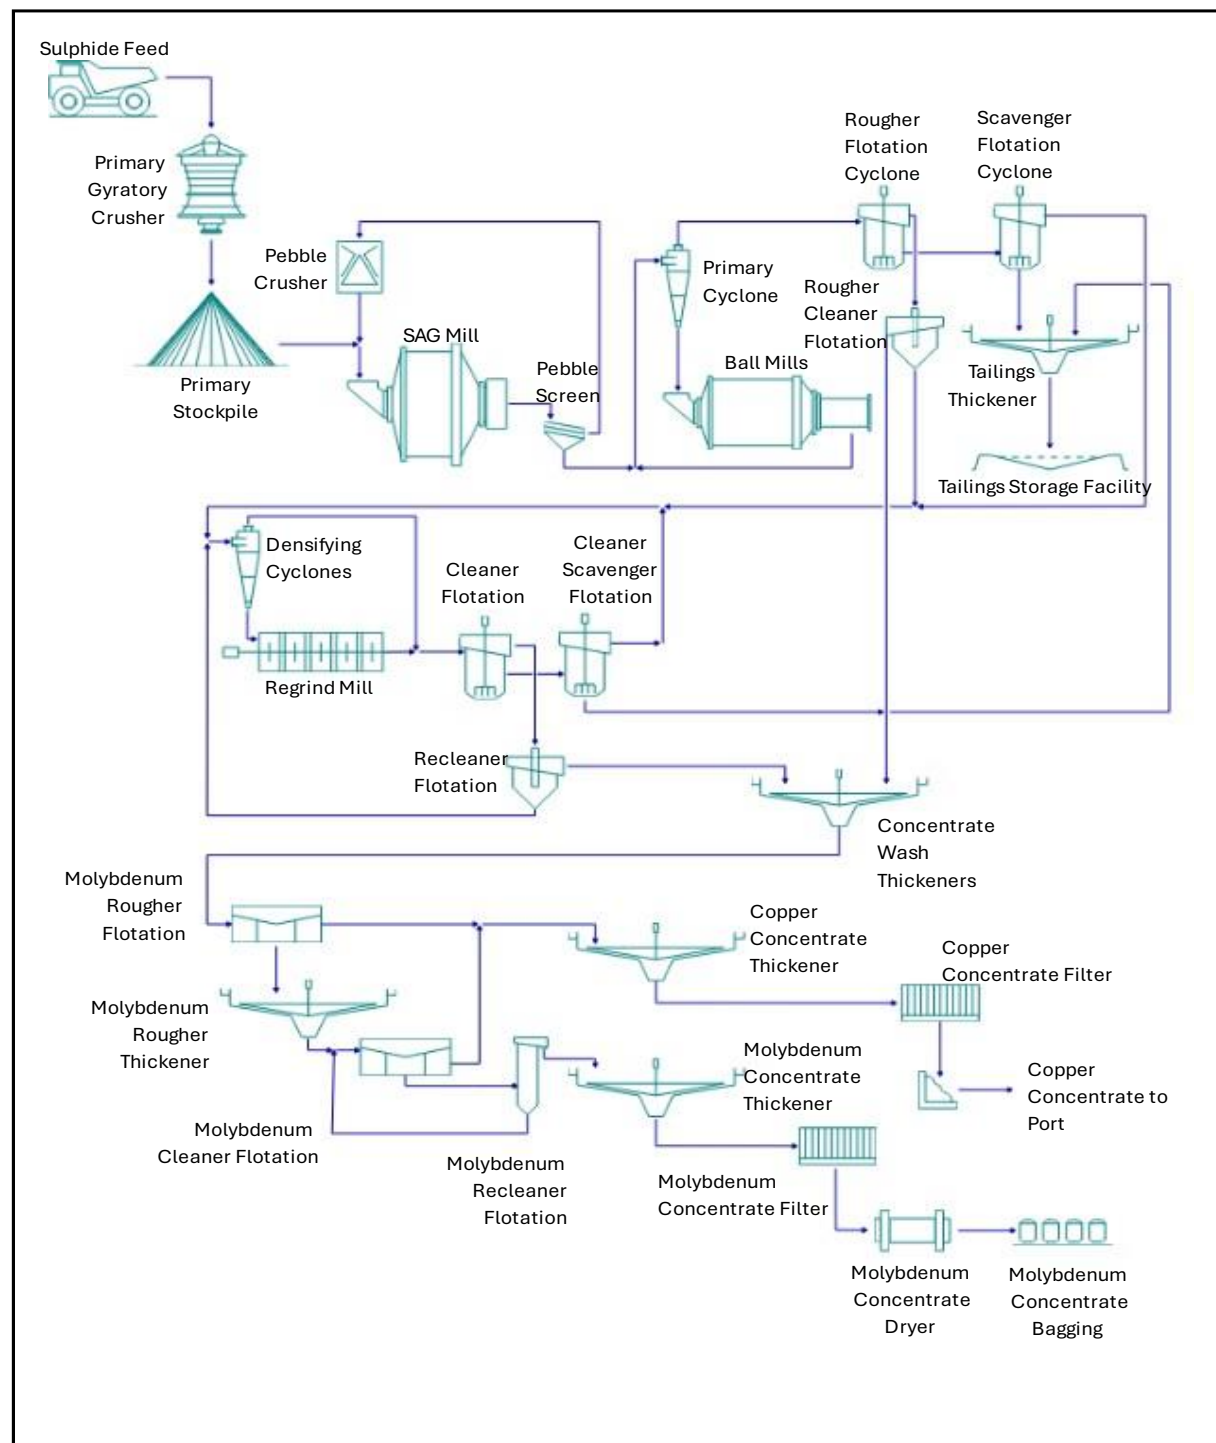 Sulphide Feed
Primary
Gyratory
Crusher
Pebble
Crusher
Primary
Stockpile
SAG Mill
Pebble
Screen
Primary
Cyclone
Ball Mills
Rougher
Flotation
Cyclone
Scavenger
Flotation
Cyclone
Rougher
Cleaner
Flotation
Tailings
Thickener
Tailings Storage Facility
Densifying
Cyclones
Regrind Mill
Cleaner
Flotation
Cleaner
Scavenger
Flotation
Recleaner
Flotation
Concentrate
Wash
Thickeners
Molybdenum
Rougher
Flotation
Copper
Concentrate
Thickener
Copper
Concentrate Filter
Molybdenum
Rougher
Thickener
Molybdenum
Concentrate
Thickener
Copper
Concentrate to
Port
Molybdenum
Cleaner Flotation
Molybdenum
Recleaner
Flotation
Molybdenum
Concentrate Filter
Molybdenum
Concentrate
Dryer
Molybdenum
Concentrate
Bagging